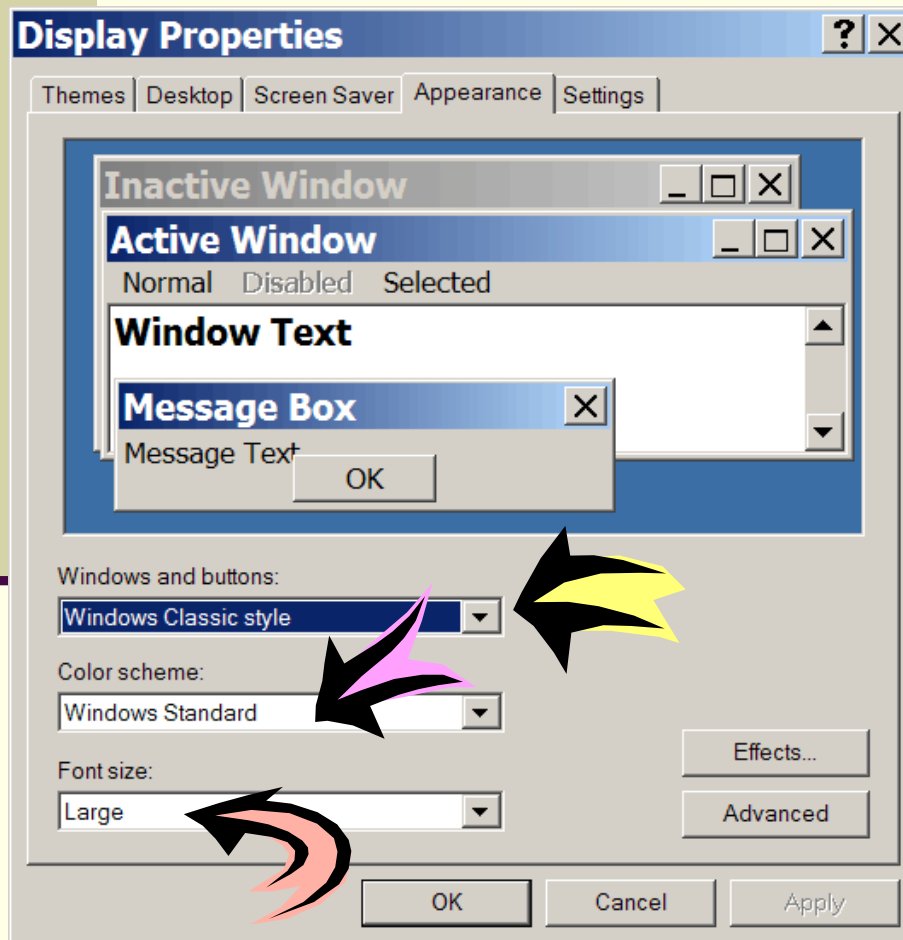 Display Properties
Themes Desktop Screen Saver Appearance Settings
Inactive Window
Active Window
Normal Disabled Selected
Window Text
Message Box
Message Text
OK
Windows and buttons:
Windows Classic style
Color scheme:
Windows Standard
Effects...
Font size:
Large
Advanced
OK Cancel Apply